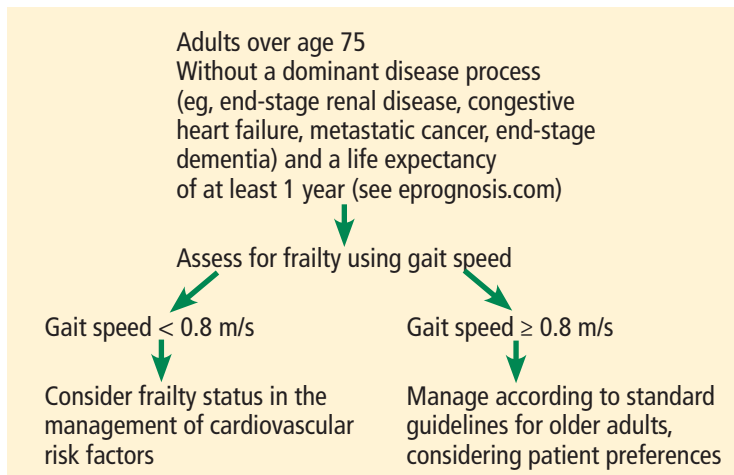 Adults over age 75
Without a dominant disease process
(eg, end-stage renal disease, congestive
heart failure, metastatic cancer, end-stage
dementia) and a life expectancy
of at least 1 year (see eprognosis.com)
Assess for frailty using gait speed
Gait speed < 0.8 m/s
Consider frailty status in the
management of cardiovascular
risk factors
Gait speed ≥ 0.8 m/s
Manage according to standard
guidelines for older adults,
considering patient preferences